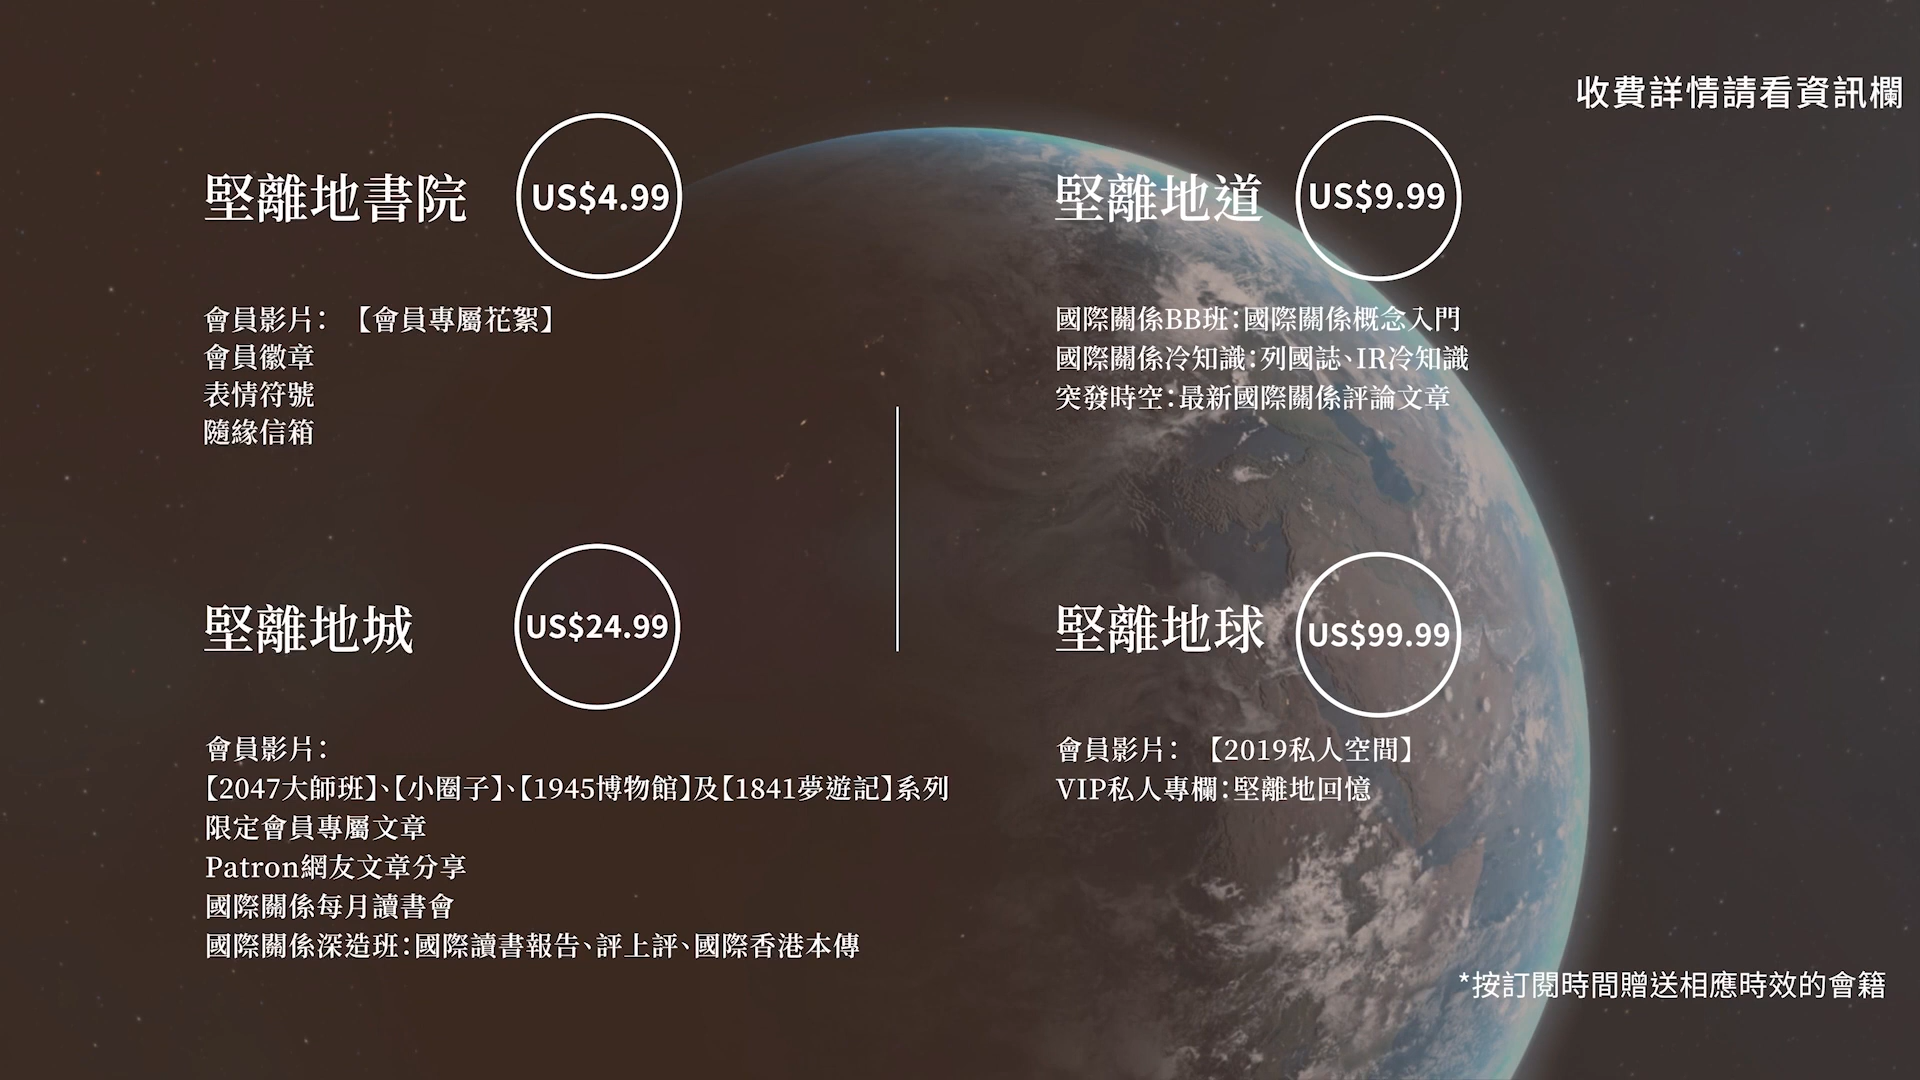 收費詳情請看資訊欄
堅離地書院
US$4.99
會員影片：【會員專屬花絮】
會員徽章
表情符號
隨緣信箱
堅離地道
US$9.99
國際關係BB班：國際關係概念入門
國際關係冷知識：列國誌、IR冷知識
突發時空：最新國際關係評論文章
堅離地城
US$24.99
會員影片：
【2047大師班】、【小圈子】、【1945博物館】及【1841夢遊記】系列
限定會員專屬文章
Patron網友文章分享
國際關係每月讀書會
國際關係深造班：國際讀書報告、評上評、國際香港本傳
堅離地球
US$99.99
會員影片：【2019私人空間】
VIP私人專欄：堅離地回憶
*按訂閱時間贈送相應時效的會籍